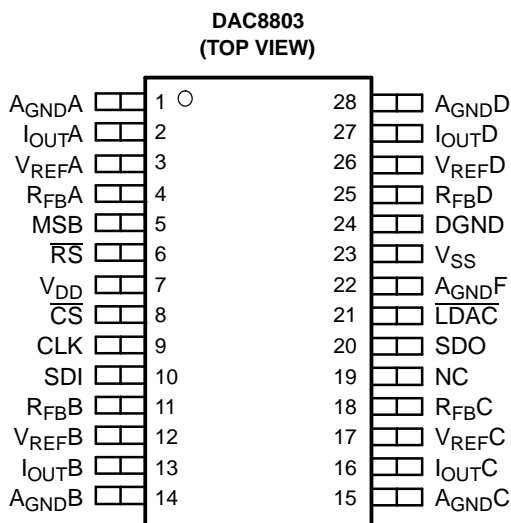 DAC8803
(TOP VIEW)
AGNDA 1 28 AGNDD
IOUTA 2 27 IOUTD
VREFA 3 26 VREFD
RFBA 4 25 RFBD
MSB 5 24 DGND
RS 6 23 VSS
VDD 7 22 AGNDF
CS 8 21 LDAC
CLK 9 20 SDO
SDI 10 19 NC
RFBB 11 18 RFBC
VREFB 12 17 VREFC
IOUTB 13 16 IOUTC
AGNDB 14 15 AGNDC